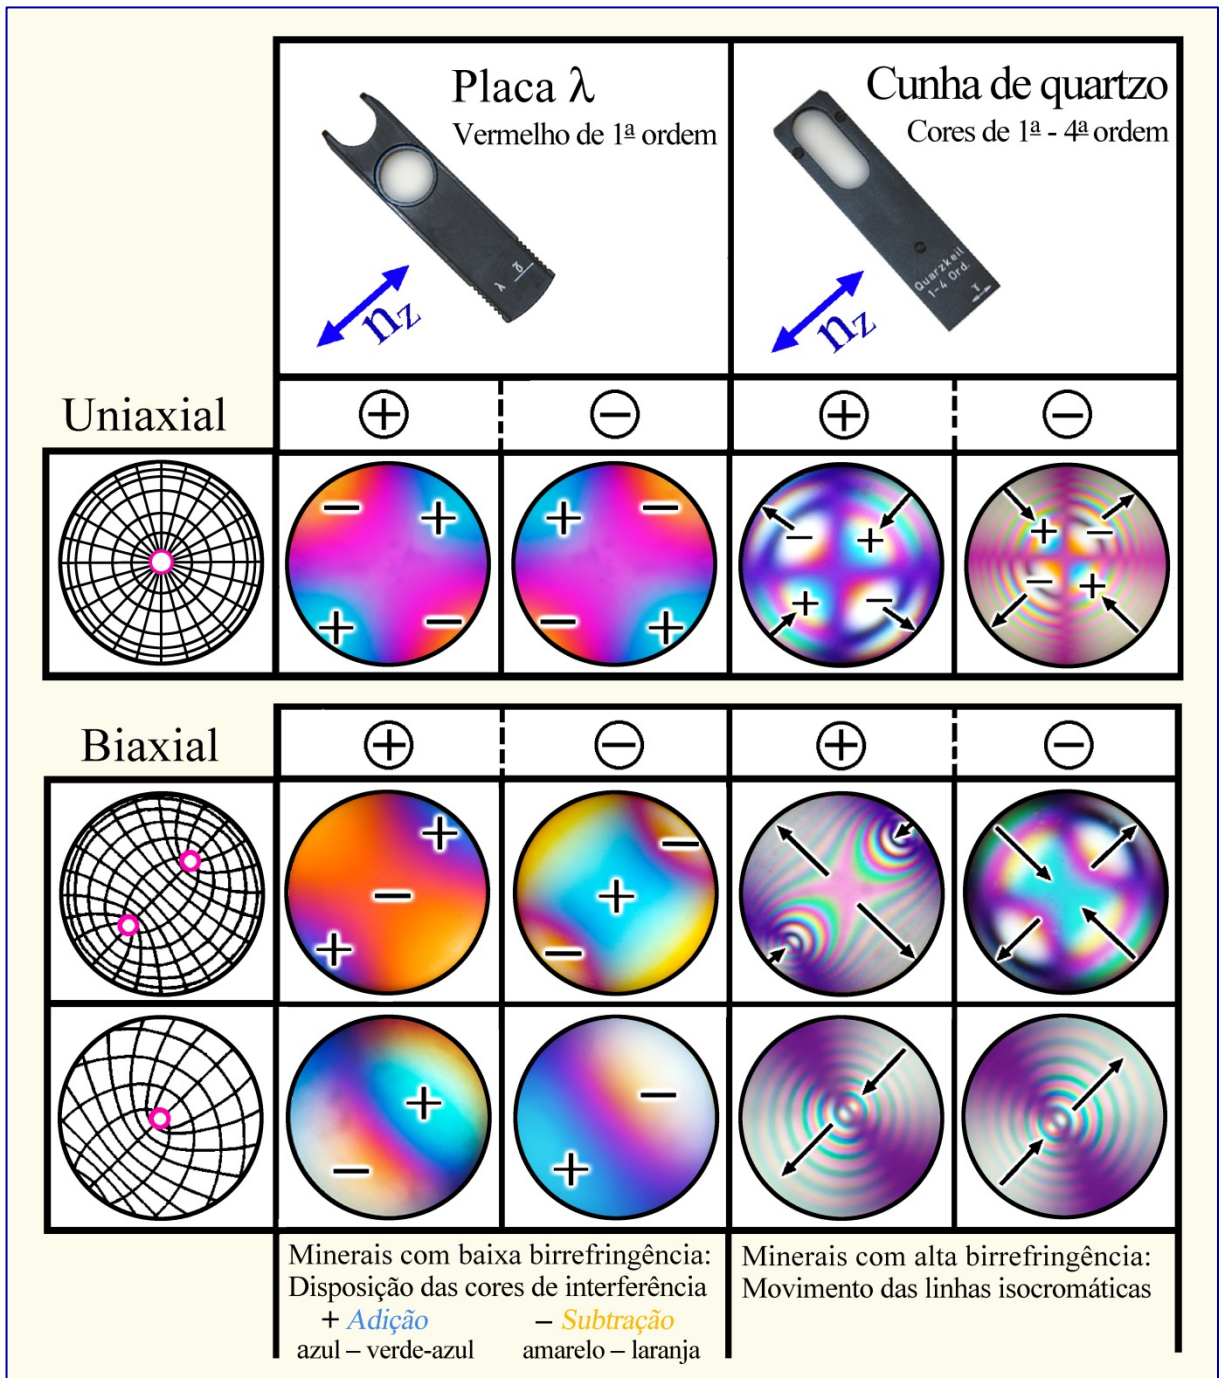 Placa λ
Vermelho de 1ª ordem
λ γ
n_z
Cunha de quartzo
Cores de 1ª - 4ª ordem
Quarzkeil
1-4 Ord.
γ
n_z
Uniaxial
+ − + −
− +
+ −
+ −
− +
− +
+ −
+ −
− +
Biaxial
+ − + −
+
−
+
−
+
−
+
−
−
+
Minerais com baixa birrefringência:
Disposição das cores de interferência
+ Adição
azul – verde-azul
− Subtração
amarelo – laranja
Minerais com alta birrefringência:
Movimento das linhas isocromáticas